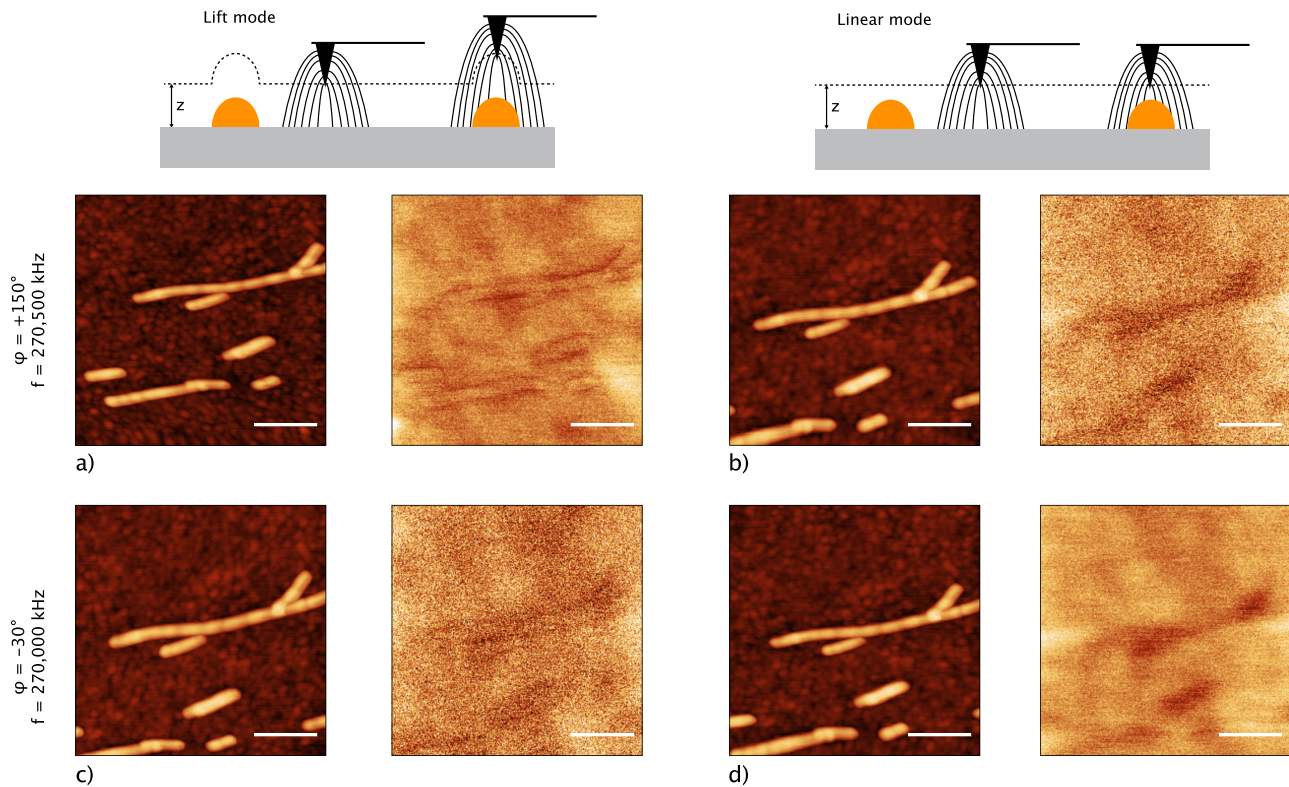 Lift mode
Linear mode
z
z
φ = +150°
f = 270,500 kHz
a)
b)
φ = −30°
f = 270,000 kHz
c)
d)